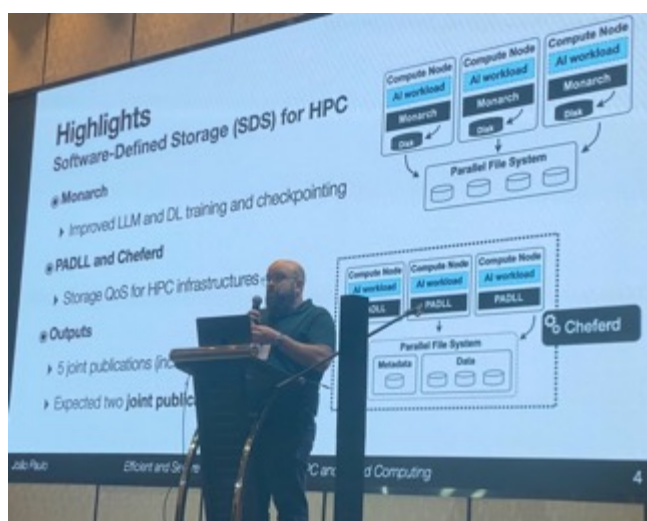 Highlights
Software-Defined Storage (SDS) for HPC
Monarch
Improved LLM and DL training and checkpointing
PADLL and Cheferd
Storage QoS for HPC infrastructures
Outputs
5 joint publications (inc
Expected two joint public
Compute Node
AI workload
Monarch
Disk
Compute Node
AI workload
Monarch
Disk
Compute Node
AI workload
Monarch
Disk
Parallel File System
Compute Node
AI workload
PADLL
Compute Node
AI workload
PADLL
Compute Node
AI workload
PADLL
Parallel File System
Metadata
Data
Cheferd
João Paulo
Efficient and
PC and
Computing
4